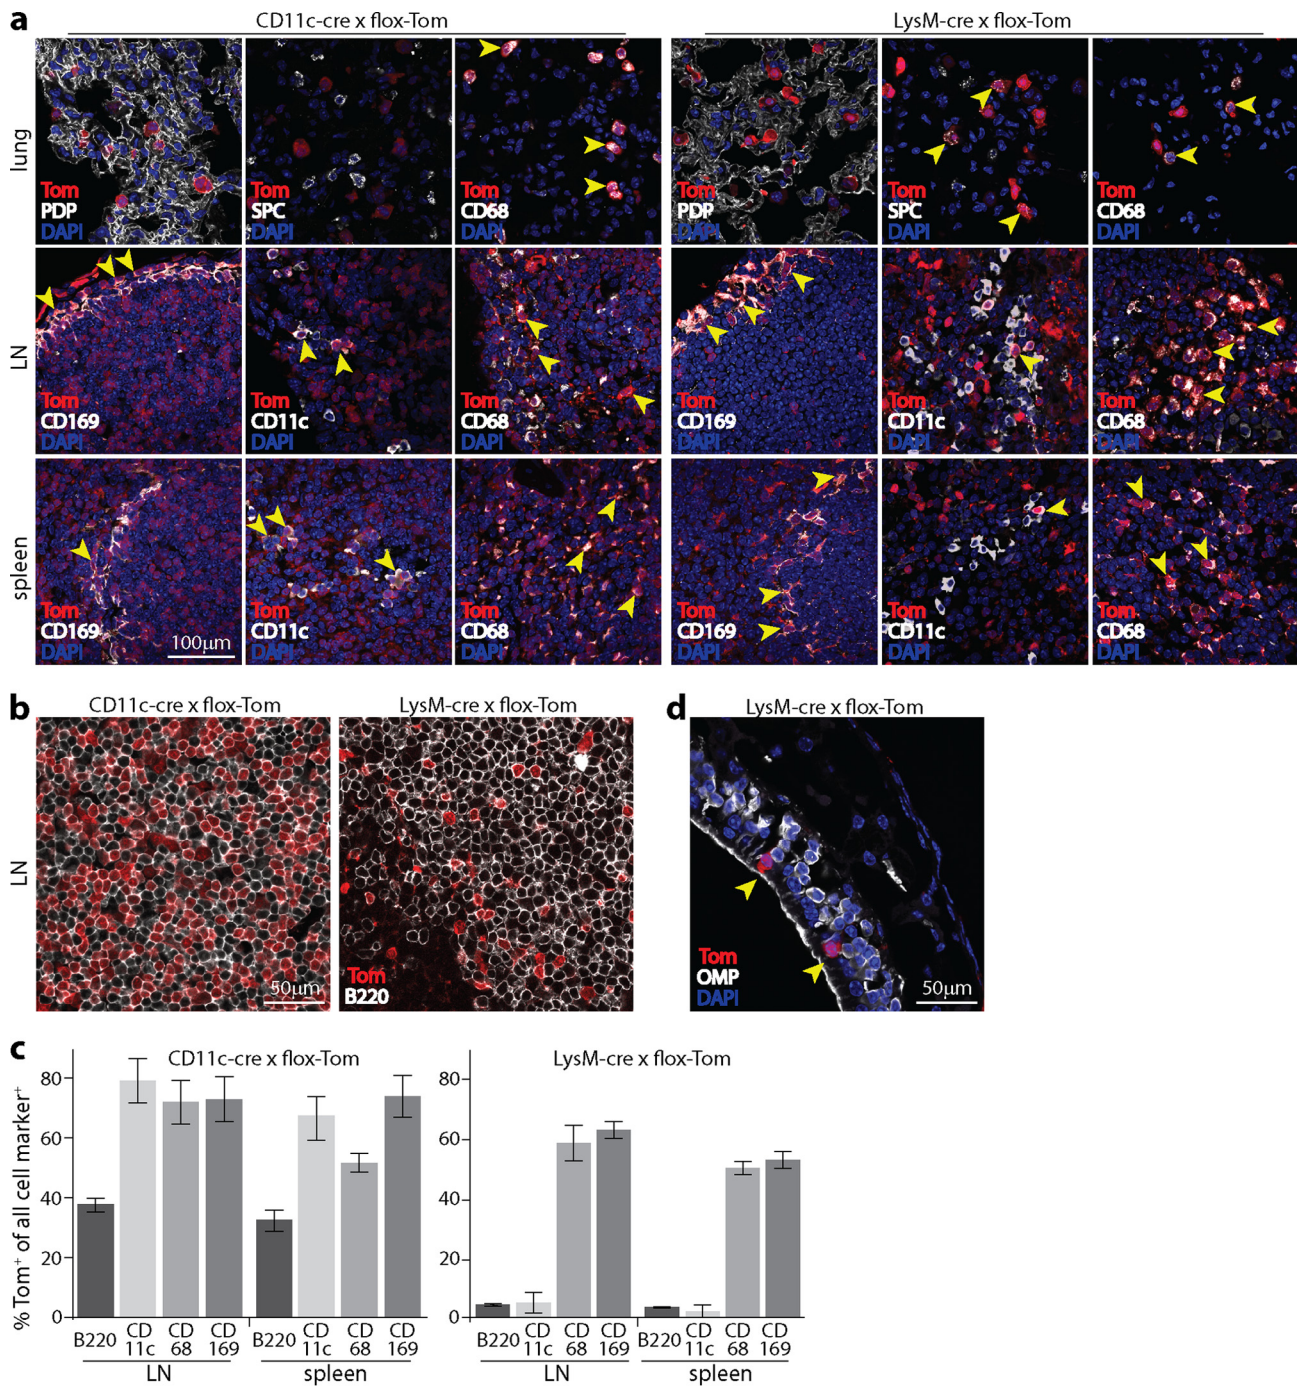 a
CD11c-cre x flox-Tom
LysM-cre x flox-Tom
lung
Tom
PDP
DAPI
Tom
SPC
DAPI
Tom
CD68
DAPI
Tom
PDP
DAPI
Tom
SPC
DAPI
Tom
CD68
DAPI
LN
Tom
CD169
DAPI
Tom
CD11c
DAPI
Tom
CD68
DAPI
Tom
CD169
DAPI
Tom
CD11c
DAPI
Tom
CD68
DAPI
spleen
Tom
CD169
DAPI
100μm
Tom
CD11c
DAPI
Tom
CD68
DAPI
Tom
CD169
DAPI
Tom
CD11c
DAPI
Tom
CD68
DAPI
b
CD11c-cre x flox-Tom
LysM-cre x flox-Tom
LN
50μm
Tom
B220
d
LysM-cre x flox-Tom
Tom
OMP
DAPI
50μm
c
CD11c-cre x flox-Tom
% Tom⁺ of all cell marker⁺
80
60
40
20
0
B220
CD
11c
CD
68
CD
169
B220
CD
11c
CD
68
CD
169
LN
spleen
LysM-cre x flox-Tom
80
60
40
20
0
B220
CD
11c
CD
68
CD
169
B220
CD
11c
CD
68
CD
169
LN
spleen